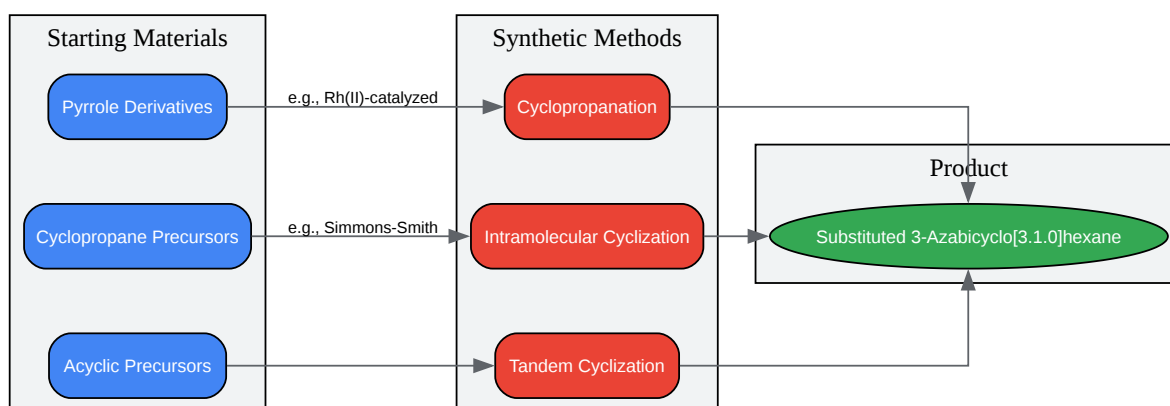 Starting Materials
Synthetic Methods
Pyrrole Derivatives
e.g., Rh(II)-catalyzed
Cyclopropanation
Product
Cyclopropane Precursors
e.g., Simmons-Smith
Intramolecular Cyclization
Substituted 3-Azabicyclo[3.1.0]hexane
Acyclic Precursors
Tandem Cyclization